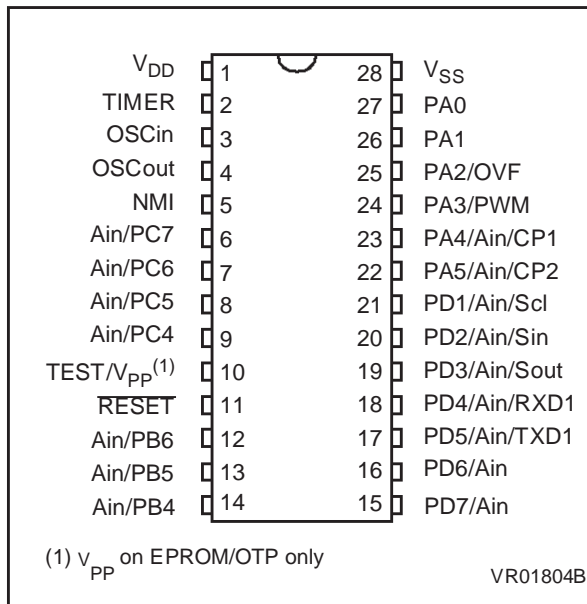 VDD 1 28 VSS
TIMER 2 27 PA0
OSCin 3 26 PA1
OSCout 4 25 PA2/OVF
NMI 5 24 PA3/PWM
Ain/PC7 6 23 PA4/Ain/CP1
Ain/PC6 7 22 PA5/Ain/CP2
Ain/PC5 8 21 PD1/Ain/Scl
Ain/PC4 9 20 PD2/Ain/Sin
TEST/VPP(1) 10 19 PD3/Ain/Sout
RESET 11 18 PD4/Ain/RXD1
Ain/PB6 12 17 PD5/Ain/TXD1
Ain/PB5 13 16 PD6/Ain
Ain/PB4 14 15 PD7/Ain
(1) VPP on EPROM/OTP only
VR01804B